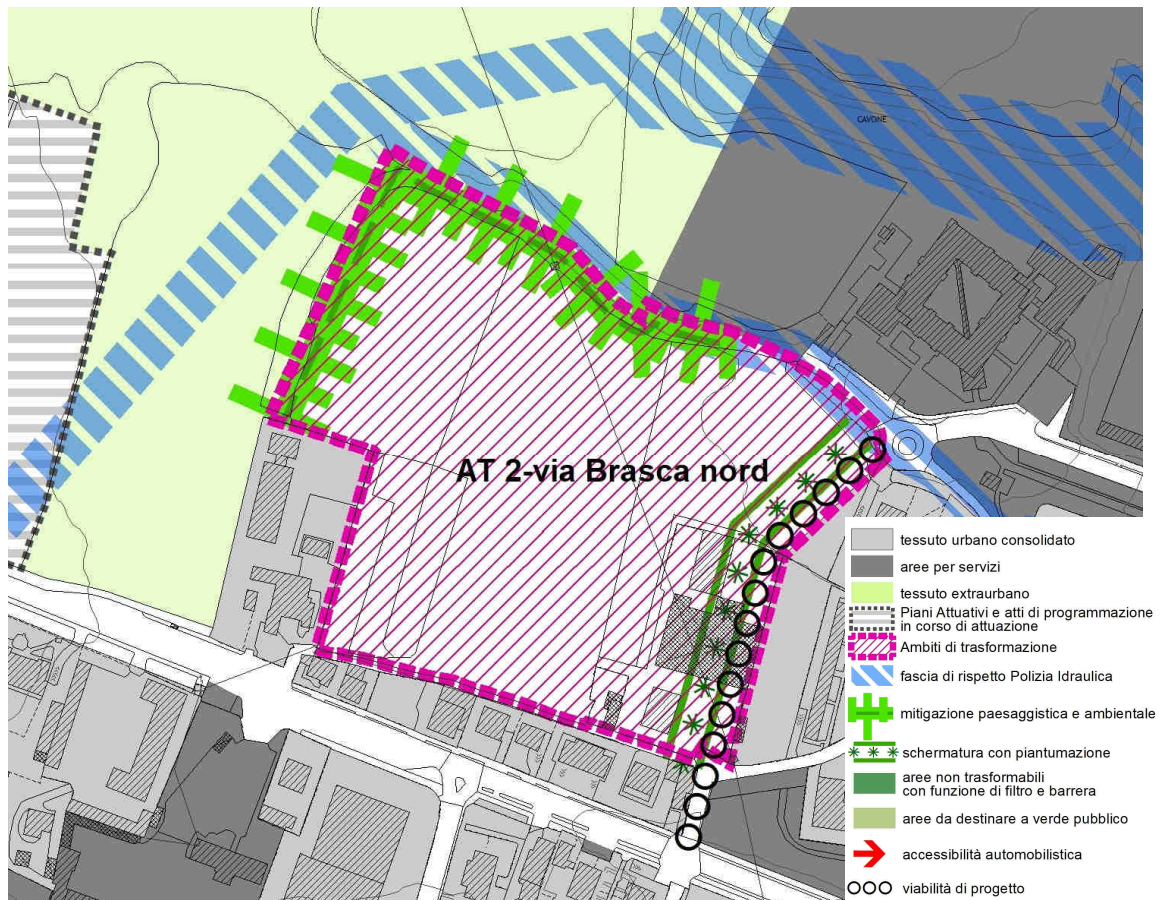 CAVONE
AT 2-via Brasca nord
tessuto urbano consolidato
aree per servizi
tessuto extraurbano
Piani Attuativi e atti di programmazione
in corso di attuazione
Ambiti di trasformazione
fascia di rispetto Polizia Idraulica
mitigazione paesaggistica e ambientale
schermatura con piantumazione
aree non trasformabili
con funzione di filtro e barrera
aree da destinare a verde pubblico
accessibilità automobilistica
viabilità di progetto